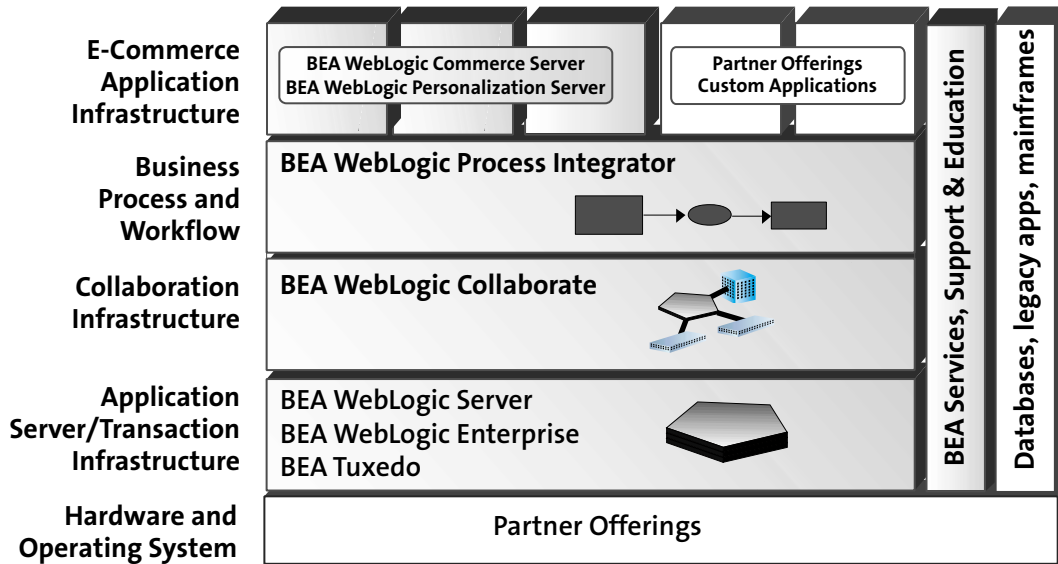 E-Commerce
Application
Infrastructure
BEA WebLogic Commerce Server
BEA WebLogic Personalization Server
Partner Offerings
Custom Applications
Business
Process and
Workflow
BEA WebLogic Process Integrator
Collaboration
Infrastructure
BEA WebLogic Collaborate
Application
Server/Transaction
Infrastructure
BEA WebLogic Server
BEA WebLogic Enterprise
BEA Tuxedo
Hardware and
Operating System
Partner Offerings
BEA Services, Support & Education
Databases, legacy apps, mainframes